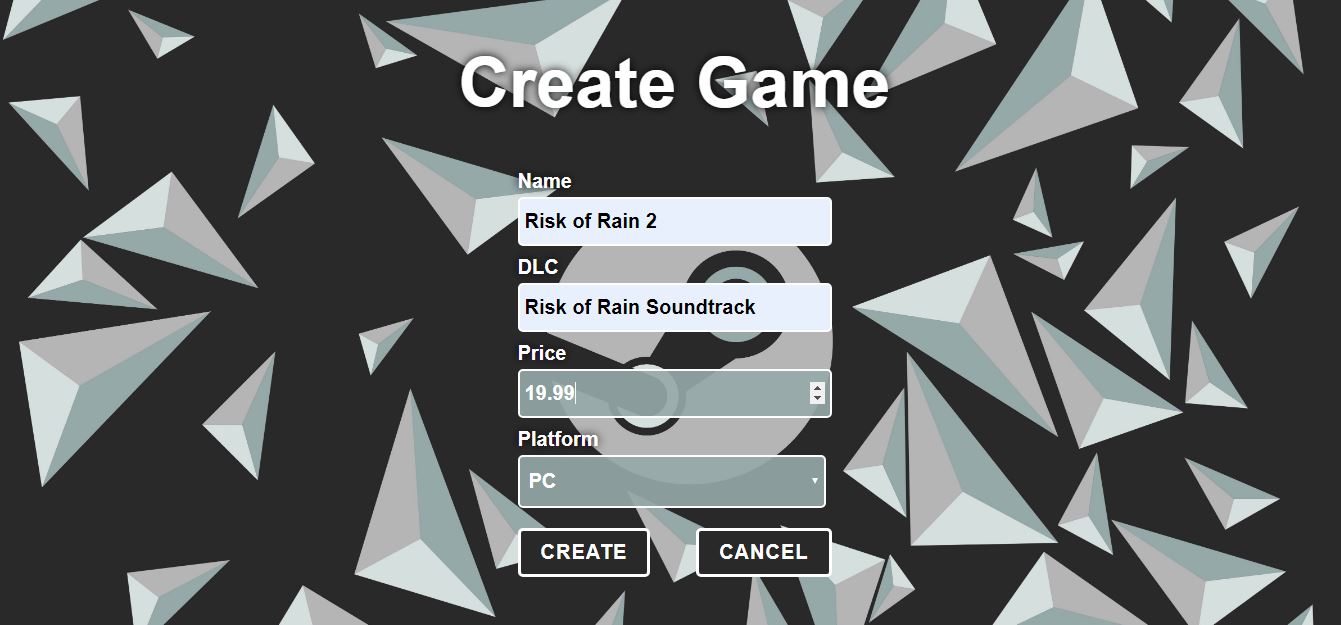 Create Game
Name
Risk of Rain 2
DLC
Risk of Rain Soundtrack
Price
19.99
Platform
PC
CREATE CANCEL